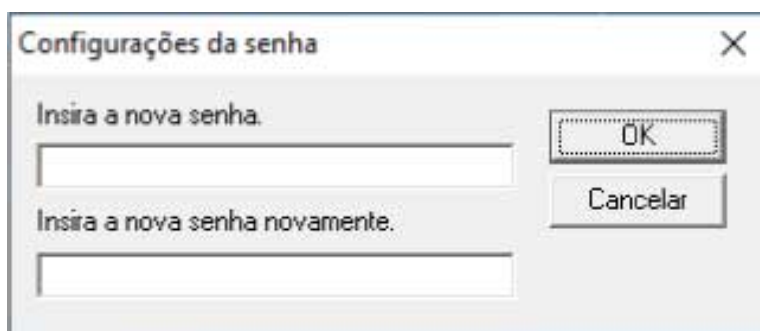 Configurações da senha
Insira a nova senha.
OK
Cancelar
Insira a nova senha novamente.